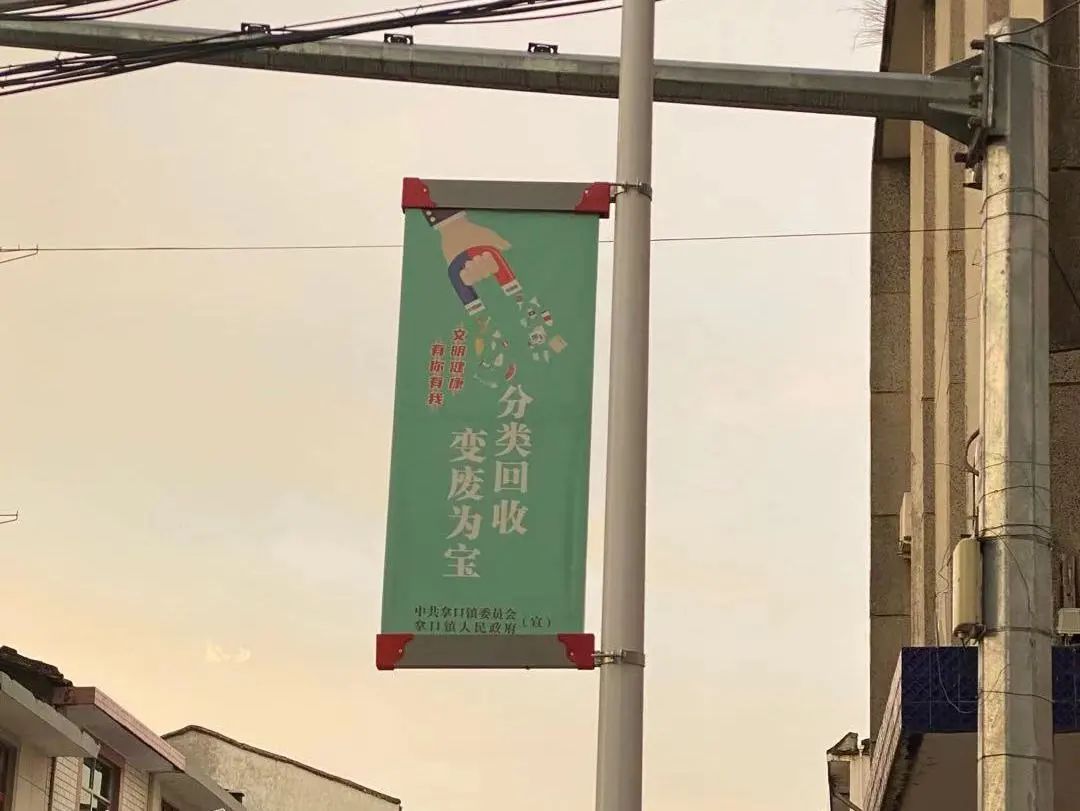 文明健康
有你有我
分类回收
变废为宝
中共拿口镇委员会
拿口镇人民政府(宣)